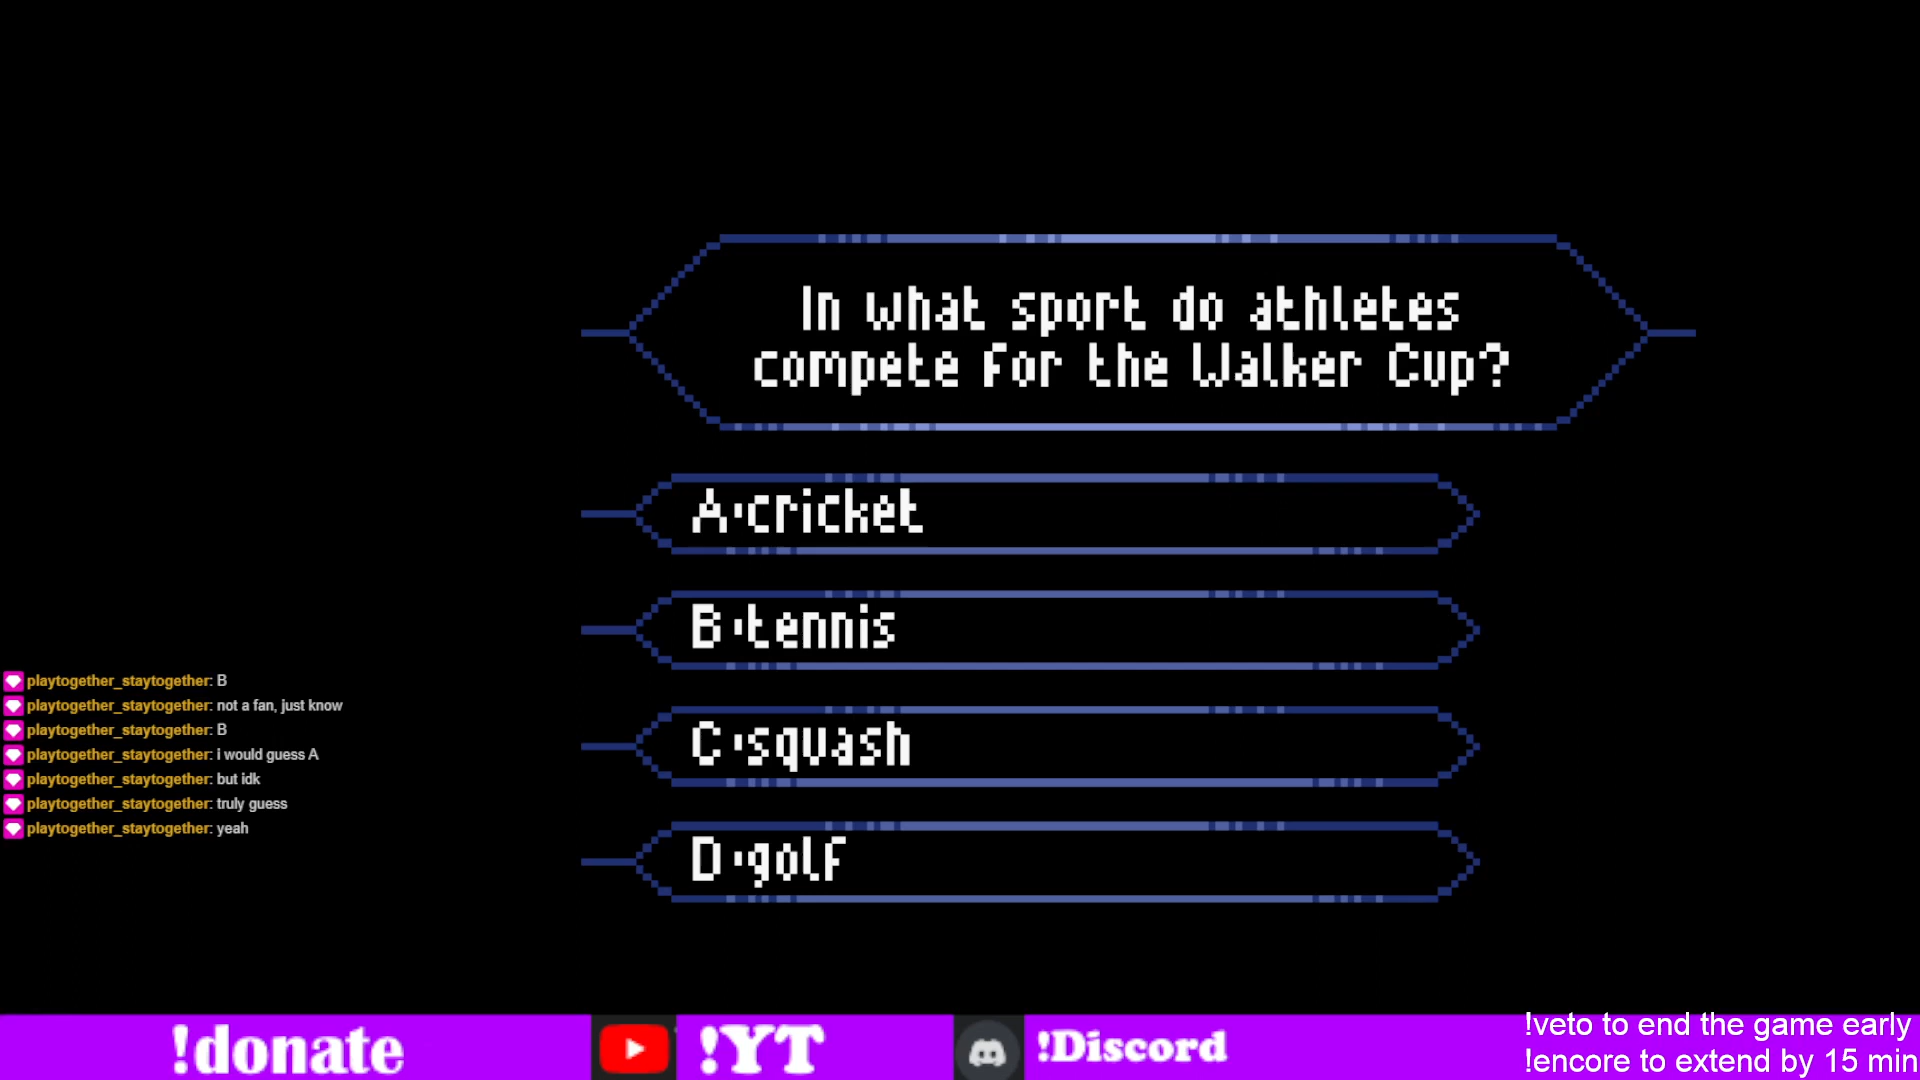 In what sport do athletes
compete for the Walker Cup?
A·cricket
B·tennis
C·squash
D·golf
playtogether_staytogether: B
playtogether_staytogether: not a fan, just know
playtogether_staytogether: B
playtogether_staytogether: i would guess A
playtogether_staytogether: but idk
playtogether_staytogether: truly guess
playtogether_staytogether: yeah
!donate
!YT
!Discord
!veto to end the game early
!encore to extend by 15 min